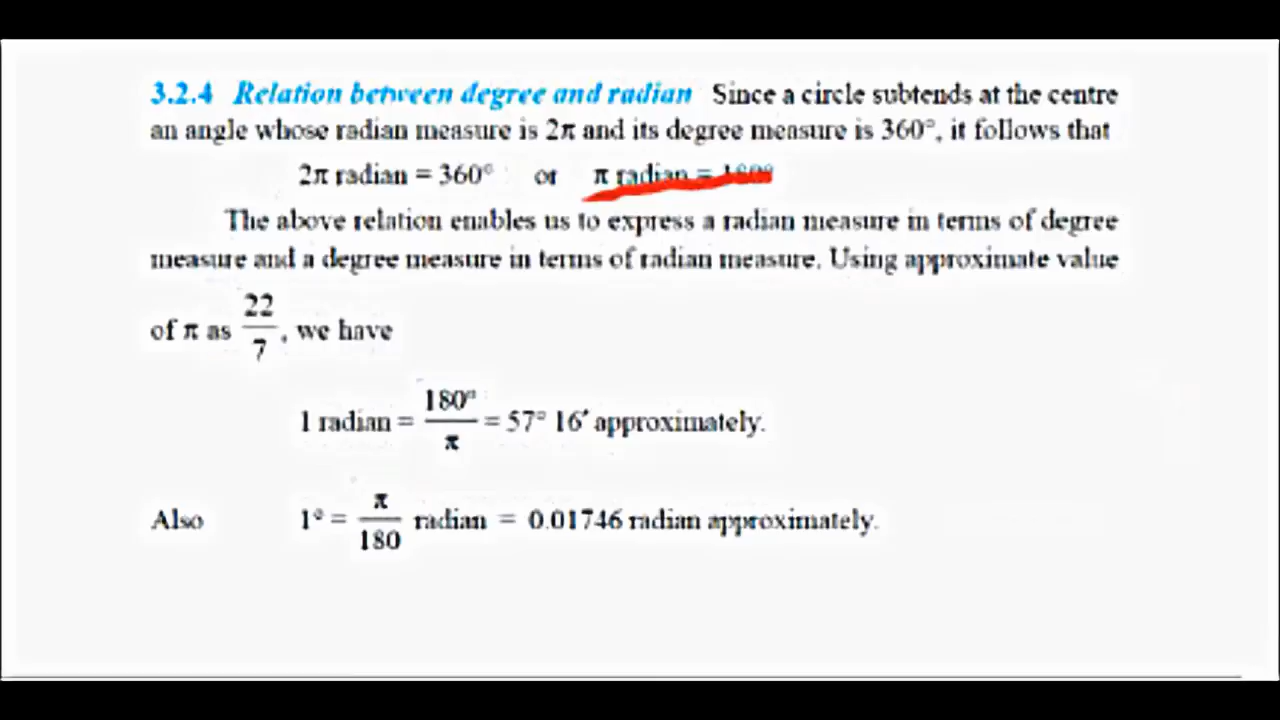 3.2.4 Relation between degree and radian Since a circle subtends at the centre
an angle whose radian measure is 2π and its degree measure is 360°, it follows that
2π radian = 360° or π radian = 180°
The above relation enables us to express a radian measure in terms of degree
measure and a degree measure in terms of radian measure. Using approximate value
of π as 22/7, we have
1 radian = 180°/π = 57° 16′ approximately.
Also 1° = π/180 radian = 0.01746 radian approximately.